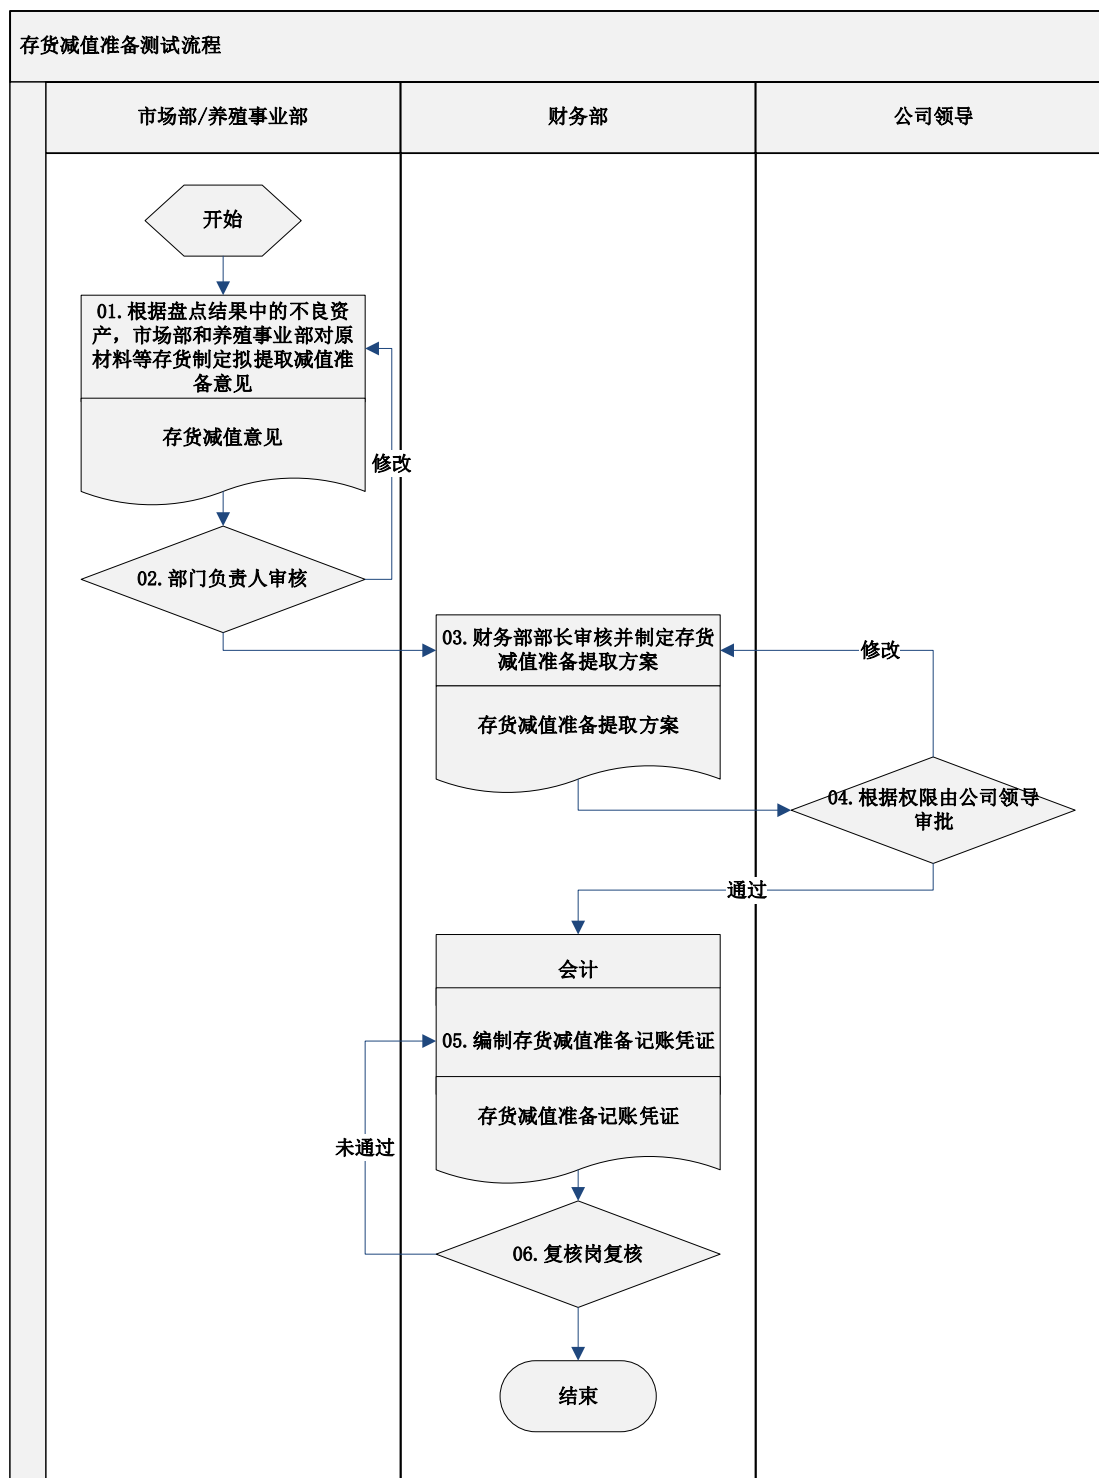 存货减值准备测试流程
市场部/养殖事业部
财务部
公司领导
开始
01.根据盘点结果中的不良资
产，市场部和养殖事业部对原
材料等存货制定拟提取减值准
备意见
存货减值意见
修改
02.部门负责人审核
03.财务部部长审核并制定存货
减值准备提取方案
修改
存货减值准备提取方案
04.根据权限由公司领导
审批
通过
会计
05.编制存货减值准备记账凭证
存货减值准备记账凭证
未通过
06.复核岗复核
结束